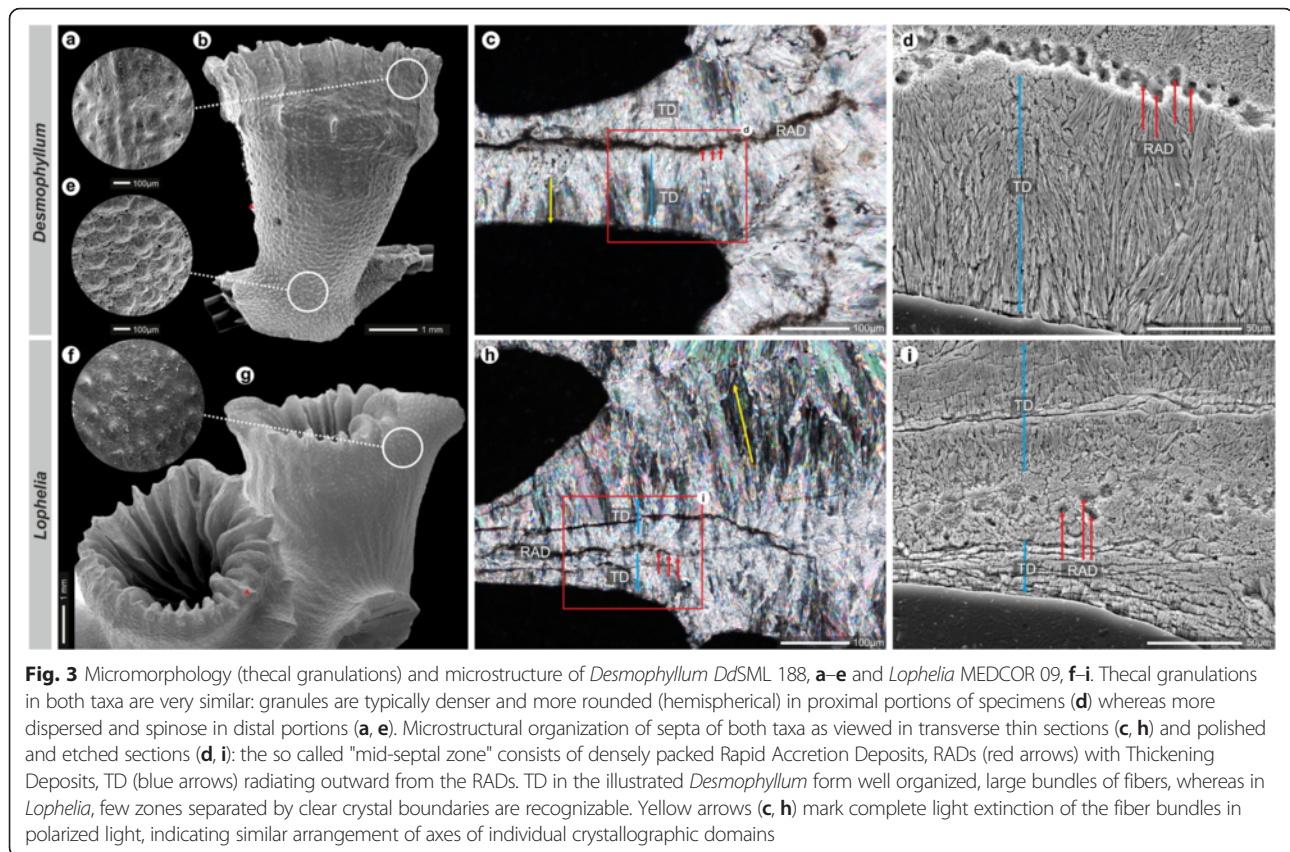 Desmophyllum
Lophelia
a
b
100µm
e
100µm
1 mm
c
TD
RAD
d
TD
100µm
d
TD
RAD
50µm
f
g
1 mm
h
TD
i
RAD
TD
100µm
i
TD
TD
RAD
50µm
Fig. 3 Micromorphology (thecal granulations) and microstructure of Desmophyllum DdSML 188, a–e and Lophelia MEDCOR 09, f–i. Thecal granulations
in both taxa are very similar: granules are typically denser and more rounded (hemispherical) in proximal portions of specimens (d) whereas more
dispersed and spinose in distal portions (a, e). Microstructural organization of septa of both taxa as viewed in transverse thin sections (c, h) and polished
and etched sections (d, i): the so called "mid-septal zone" consists of densely packed Rapid Accretion Deposits, RADs (red arrows) with Thickening
Deposits, TD (blue arrows) radiating outward from the RADs. TD in the illustrated Desmophyllum form well organized, large bundles of fibers, whereas in
Lophelia, few zones separated by clear crystal boundaries are recognizable. Yellow arrows (c, h) mark complete light extinction of the fiber bundles in
polarized light, indicating similar arrangement of axes of individual crystallographic domains